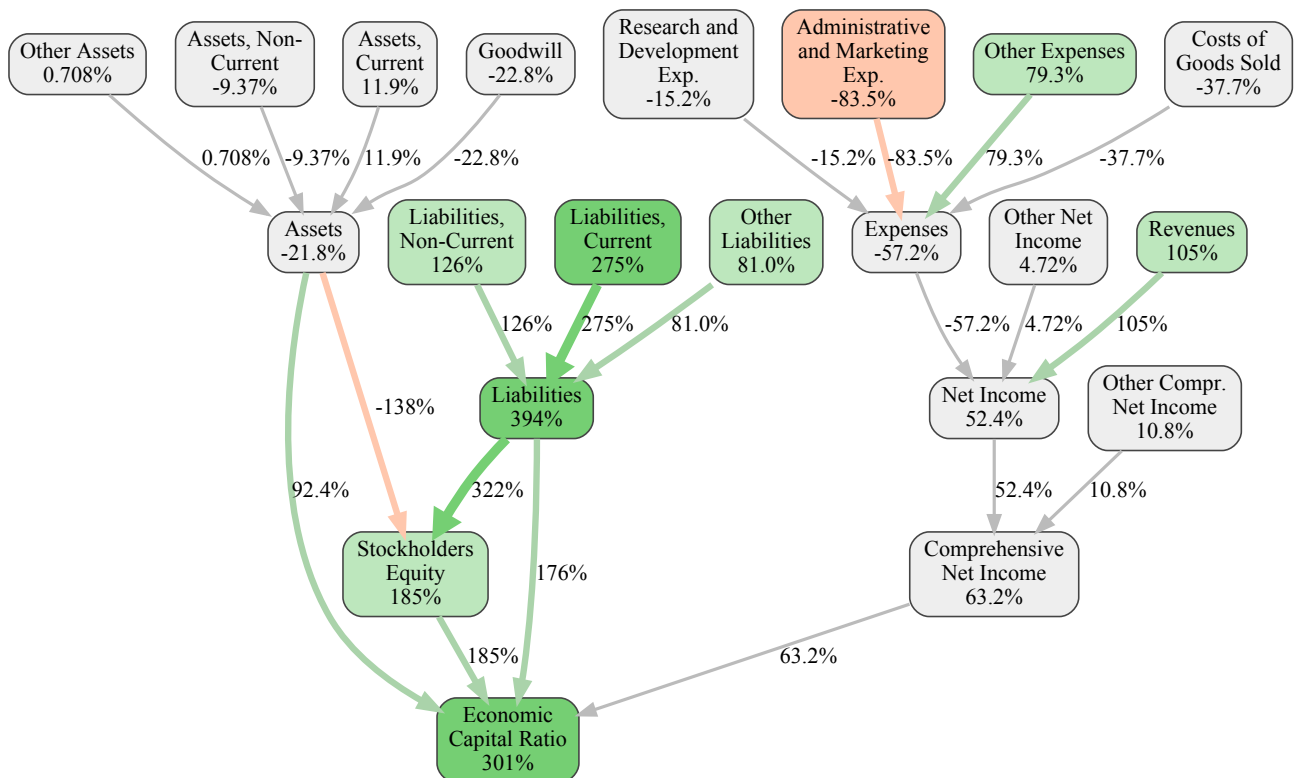 Other Assets
0.708%
Assets, Non-
Current
-9.37%
Assets,
Current
11.9%
Goodwill
-22.8%
Research and
Development
Exp.
-15.2%
Administrative
and Marketing
Exp.
-83.5%
Other Expenses
79.3%
Costs of
Goods Sold
-37.7%
0.708%
-9.37%
11.9%
-22.8%
-15.2%
-83.5%
79.3%
-37.7%
Assets
-21.8%
Liabilities,
Non-Current
126%
Liabilities,
Current
275%
Other
Liabilities
81.0%
Expenses
-57.2%
Other Net
Income
4.72%
Revenues
105%
126%
275%
81.0%
-57.2%
4.72%
105%
-138%
Liabilities
394%
Net Income
52.4%
Other Compr.
Net Income
10.8%
92.4%
322%
52.4%
10.8%
Stockholders
Equity
185%
176%
Comprehensive
Net Income
63.2%
185%
63.2%
Economic
Capital Ratio
301%